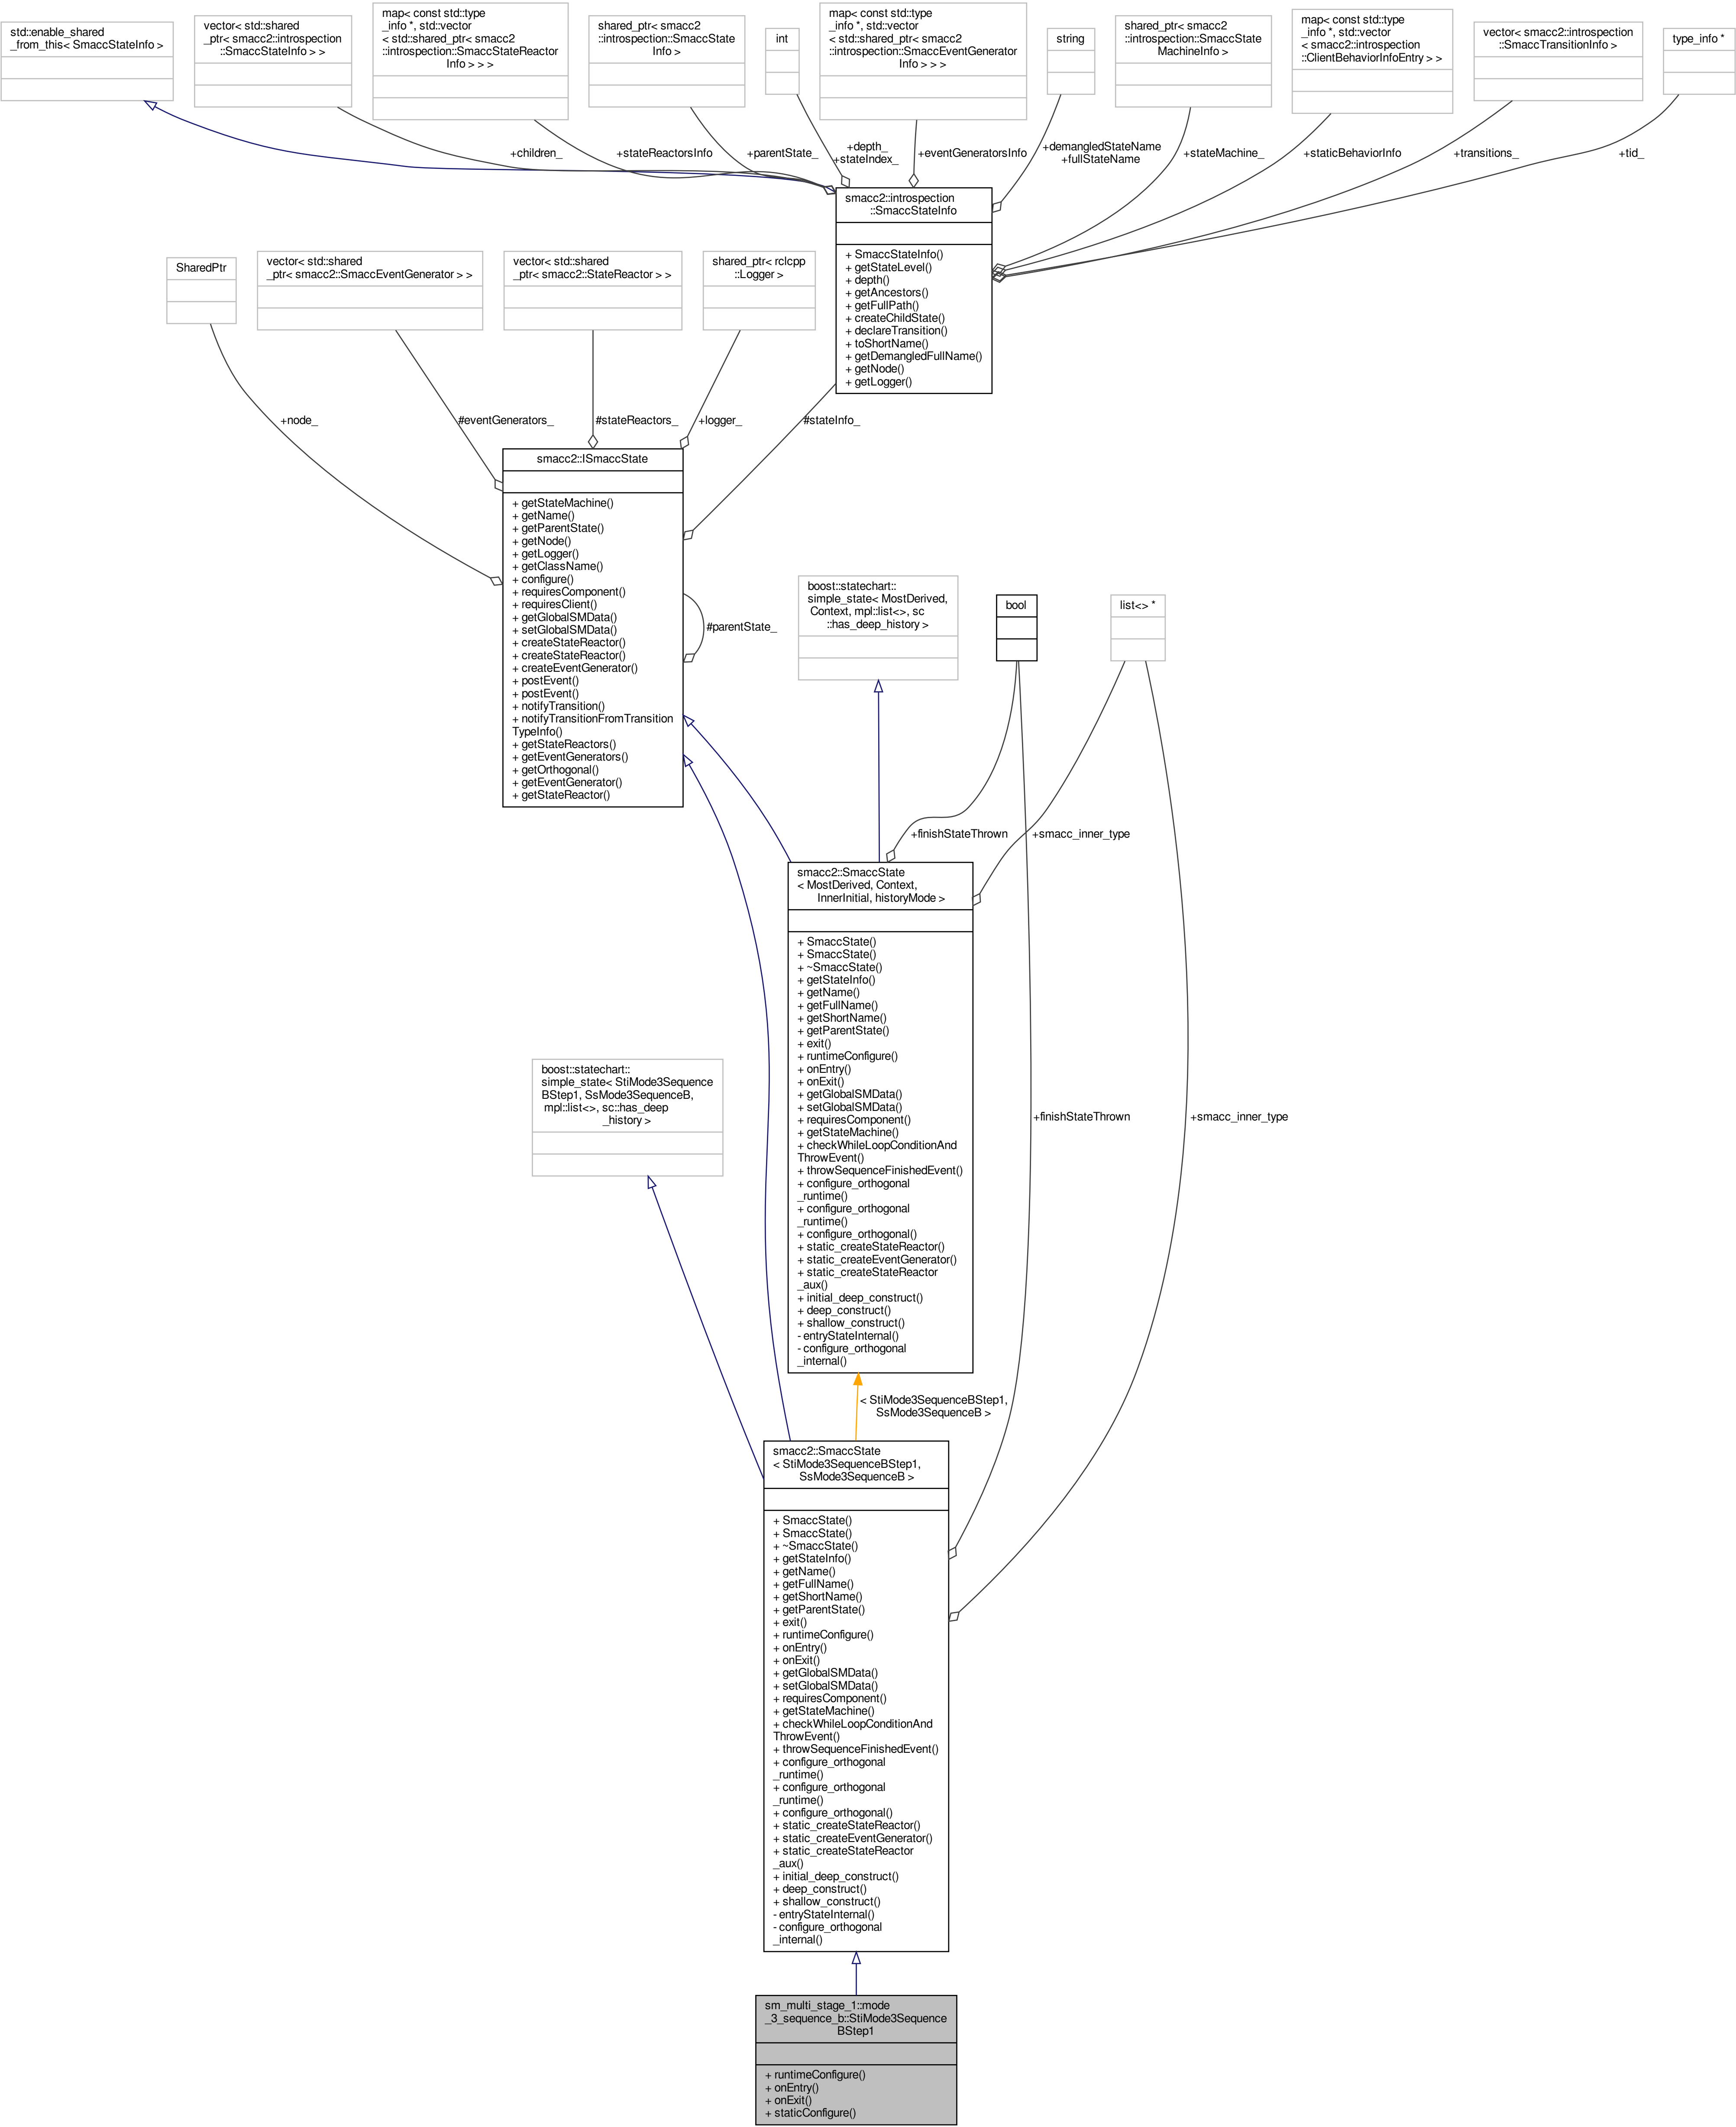 std::enable_shared
_from_this< SmaccStateInfo >
vector< std::shared
_ptr< smacc2::introspection
::SmaccStateInfo > >
map< const std::type
_info *, std::vector
< std::shared_ptr< smacc2
::introspection::SmaccStateReactor
Info > > >
shared_ptr< smacc2
::introspection::SmaccState
Info >
int
map< const std::type
_info *, std::vector
< std::shared_ptr< smacc2
::introspection::SmaccEventGenerator
Info > > >
string
shared_ptr< smacc2
::introspection::SmaccState
MachineInfo >
map< const std::type
_info *, std::vector
< smacc2::introspection
::ClientBehaviorInfoEntry > >
vector< smacc2::introspection
::SmaccTransitionInfo >
type_info *
+children_
+stateReactorsInfo
+parentState_
+depth_
+stateIndex_
+eventGeneratorsInfo
+demangledStateName
+fullStateName
+stateMachine_
+staticBehaviorInfo
+transitions_
+tid_
smacc2::introspection
::SmaccStateInfo
+ SmaccStateInfo()
+ getStateLevel()
+ depth()
+ getAncestors()
+ getFullPath()
+ createChildState()
+ declareTransition()
+ toShortName()
+ getDemangledFullName()
+ getNode()
+ getLogger()
SharedPtr
vector< std::shared
_ptr< smacc2::SmaccEventGenerator > >
vector< std::shared
_ptr< smacc2::StateReactor > >
shared_ptr< rclcpp
::Logger >
+node_
#eventGenerators_
#stateReactors_
+logger_
#stateInfo_
smacc2::ISmaccState
+ getStateMachine()
+ getName()
+ getParentState()
+ getNode()
+ getLogger()
+ getClassName()
+ configure()
+ requiresComponent()
+ requiresClient()
+ getGlobalSMData()
+ setGlobalSMData()
+ createStateReactor()
+ createStateReactor()
+ createEventGenerator()
+ postEvent()
+ postEvent()
+ notifyTransition()
+ notifyTransitionFromTransition
TypeInfo()
+ getStateReactors()
+ getEventGenerators()
+ getOrthogonal()
+ getEventGenerator()
+ getStateReactor()
#parentState_
boost::statechart::
simple_state< MostDerived,
Context, mpl::list<>, sc
::has_deep_history >
bool
list<> *
+finishStateThrown
+smacc_inner_type
smacc2::SmaccState
< MostDerived, Context,
InnerInitial, historyMode >
+ SmaccState()
+ SmaccState()
+ ~SmaccState()
+ getStateInfo()
+ getName()
+ getFullName()
+ getShortName()
+ getParentState()
+ exit()
+ runtimeConfigure()
+ onEntry()
+ onExit()
+ getGlobalSMData()
+ setGlobalSMData()
+ requiresComponent()
+ getStateMachine()
+ checkWhileLoopConditionAnd
ThrowEvent()
+ throwSequenceFinishedEvent()
+ configure_orthogonal
_runtime()
+ configure_orthogonal
_runtime()
+ configure_orthogonal()
+ static_createStateReactor()
+ static_createEventGenerator()
+ static_createStateReactor
_aux()
+ initial_deep_construct()
+ deep_construct()
+ shallow_construct()
- entryStateInternal()
- configure_orthogonal
_internal()
boost::statechart::
simple_state< StiMode3Sequence
BStep1, SsMode3SequenceB,
mpl::list<>, sc::has_deep
_history >
+finishStateThrown
+smacc_inner_type
< StiMode3SequenceBStep1,
SsMode3SequenceB >
smacc2::SmaccState
< StiMode3SequenceBStep1,
SsMode3SequenceB >
+ SmaccState()
+ SmaccState()
+ ~SmaccState()
+ getStateInfo()
+ getName()
+ getFullName()
+ getShortName()
+ getParentState()
+ exit()
+ runtimeConfigure()
+ onEntry()
+ onExit()
+ getGlobalSMData()
+ setGlobalSMData()
+ requiresComponent()
+ getStateMachine()
+ checkWhileLoopConditionAnd
ThrowEvent()
+ throwSequenceFinishedEvent()
+ configure_orthogonal
_runtime()
+ configure_orthogonal
_runtime()
+ configure_orthogonal()
+ static_createStateReactor()
+ static_createEventGenerator()
+ static_createStateReactor
_aux()
+ initial_deep_construct()
+ deep_construct()
+ shallow_construct()
- entryStateInternal()
- configure_orthogonal
_internal()
sm_multi_stage_1::mode
_3_sequence_b::StiMode3Sequence
BStep1
+ runtimeConfigure()
+ onEntry()
+ onExit()
+ staticConfigure()